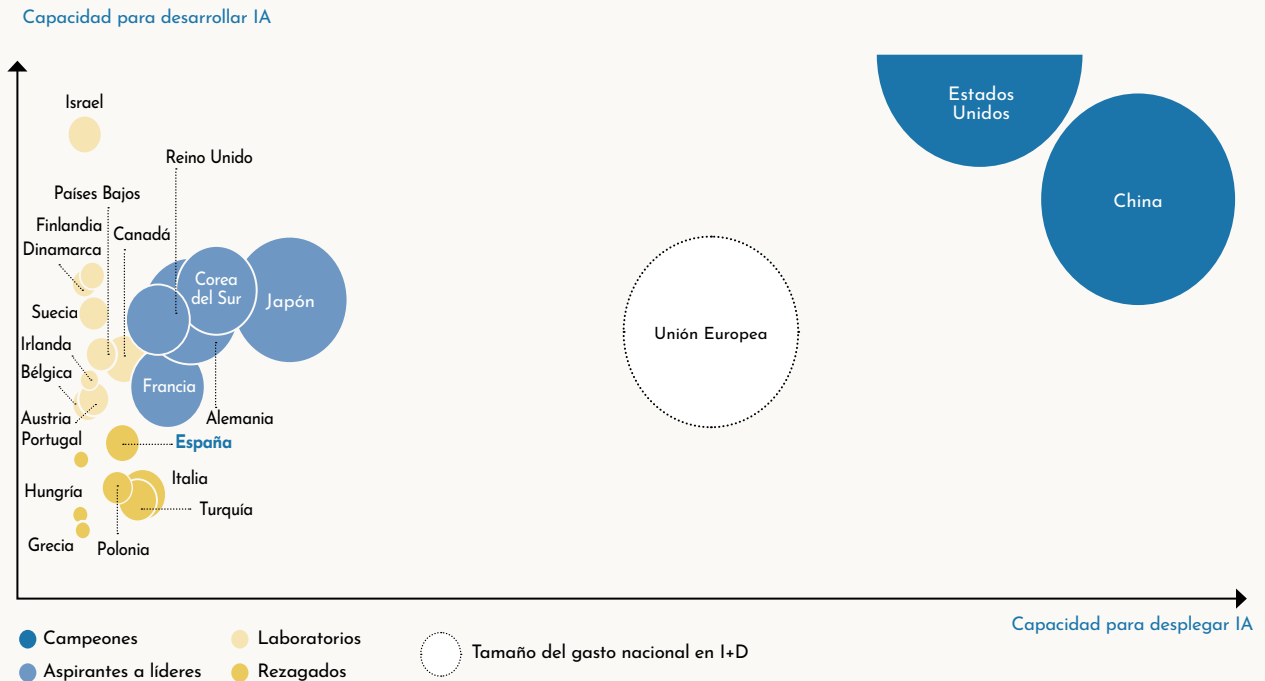 Capacidad para desarrollar IA
Israel
Estados
Unidos
Reino Unido
Países Bajos
China
Finlandia
Canadá
Dinamarca
Corea
del Sur
Japón
Suecia
Unión Europea
Irlanda
Bélgica
Francia
Austria
Alemania
Portugal
España
Italia
Hungría
Turquía
Grecia
Polonia
Capacidad para desplegar IA
Campeones
Laboratorios
Tamaño del gasto nacional en I+D
Aspirantes a líderes
Rezagados